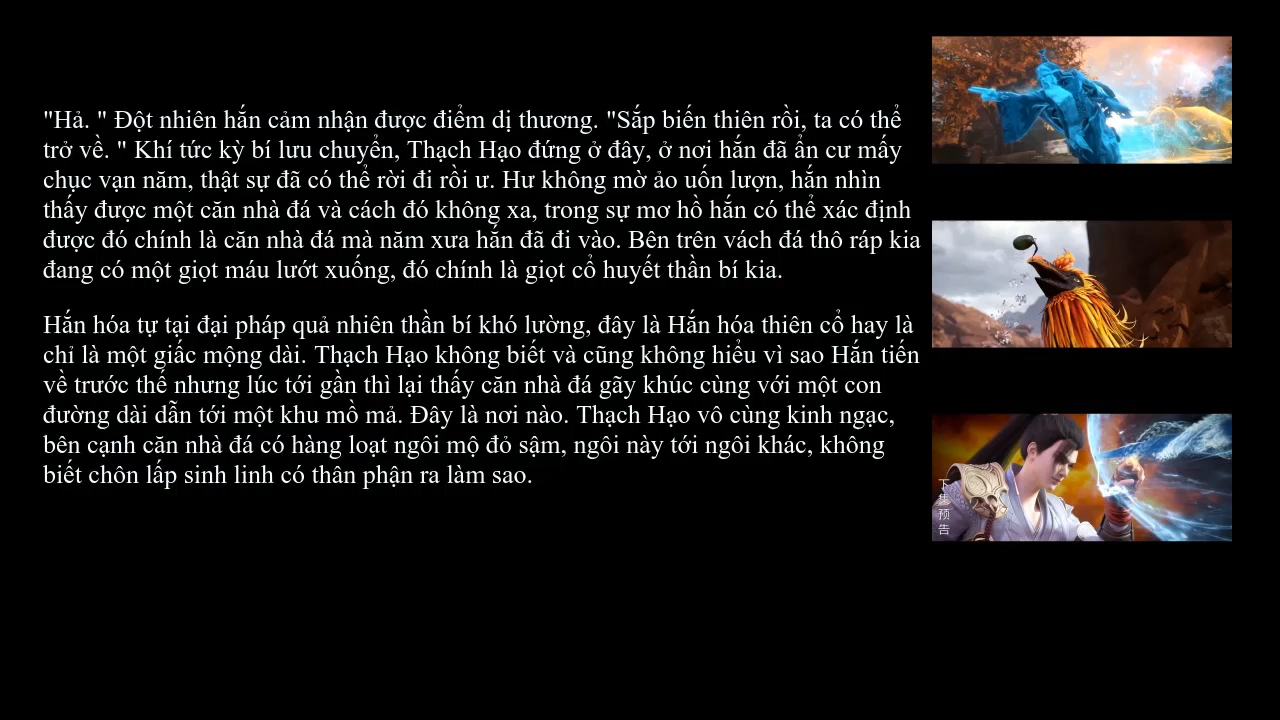 "Hả. " Đột nhiên hắn cảm nhận được điểm dị thương. "Sắp biến thiên rồi, ta có thể
trở về. " Khí tức kỳ bí lưu chuyển, Thạch Hạo đứng ở đây, ở nơi hắn đã ẩn cư mấy
chục vạn năm, thật sự đã có thể rời đi rồi ư. Hư không mờ ảo uốn lượn, hắn nhìn
thấy được một căn nhà đá và cách đó không xa, trong sự mơ hồ hắn có thể xác định
được đó chính là căn nhà đá mà năm xưa hắn đã đi vào. Bên trên vách đá thô ráp kia
đang có một giọt máu lướt xuống, đó chính là giọt cổ huyết thần bí kia.
Hắn hóa tự tại đại pháp quả nhiên thần bí khó lường, đây là Hắn hóa thiên cổ hay là
chỉ là một giấc mộng dài. Thạch Hạo không biết và cũng không hiểu vì sao Hắn tiến
về trước thế nhưng lúc tới gần thì lại thấy căn nhà đá gãy khúc cùng với một con
đường dài dẫn tới một khu mồ mả. Đây là nơi nào. Thạch Hạo vô cùng kinh ngạc,
bên cạnh căn nhà đá có hàng loạt ngôi mộ đỏ sậm, ngôi này tới ngôi khác, không
biết chôn lấp sinh linh có thân phận ra làm sao.
下集预告